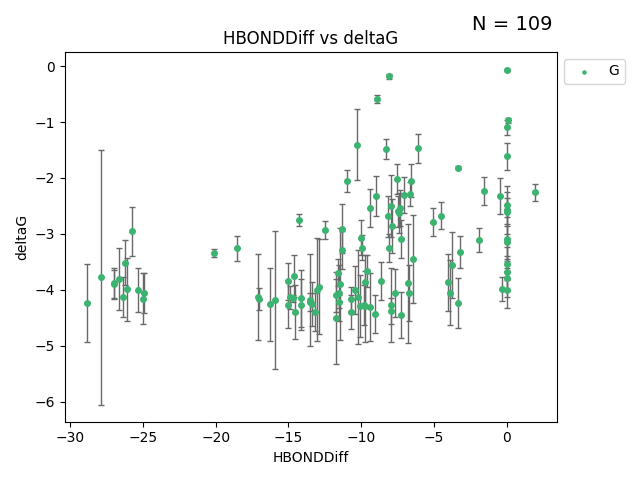 N = 109
HBONDDiff vs deltaG
G
deltaG
0
−1
−2
−3
−4
−5
−6
−30
−25
−20
−15
−10
−5
0
HBONDDiff